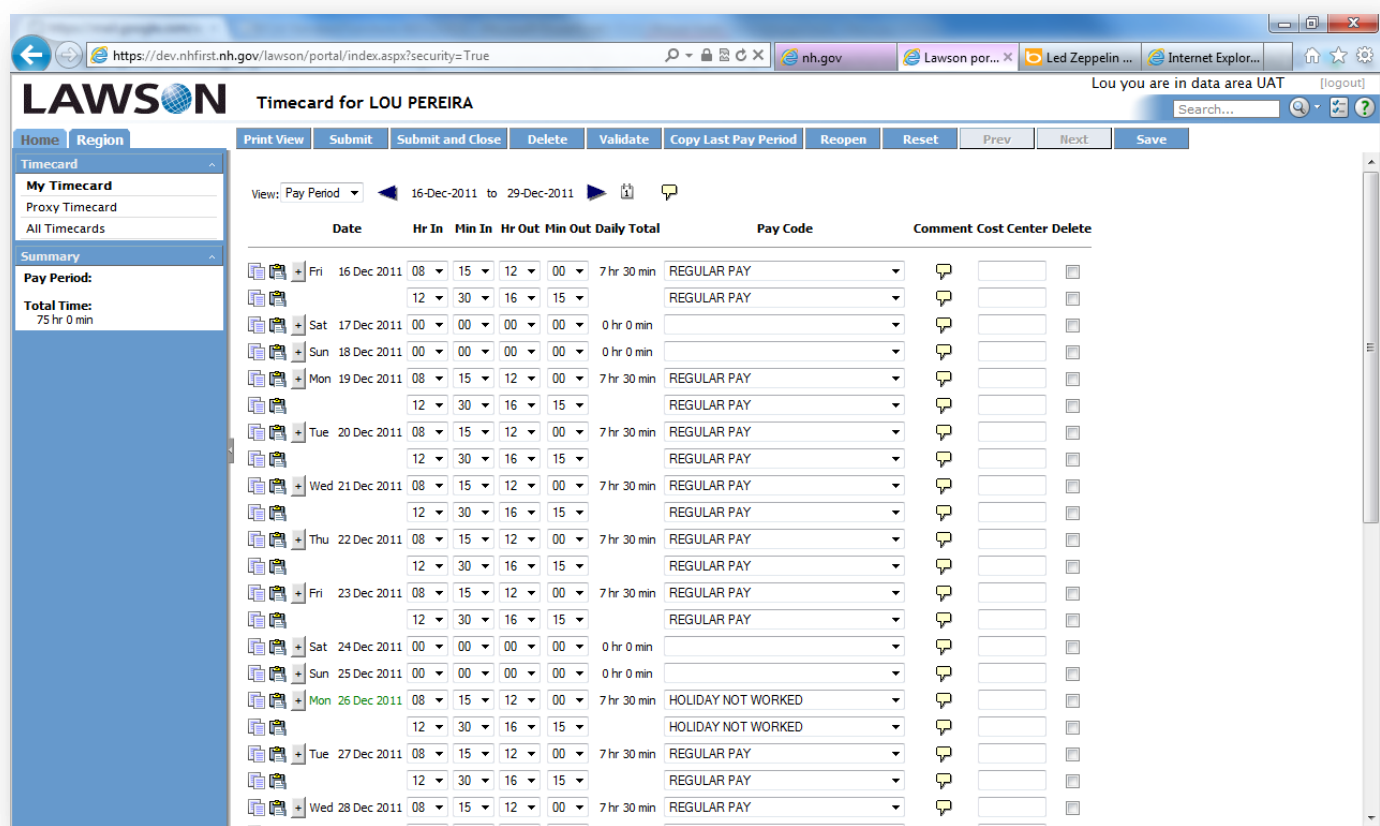 https://dev.nhfirst.nh.gov/lawson/portal/index.aspx?security=True nh.gov Lawson por... Led Zeppelin ... Internet Explor...
Lou you are in data area UAT [logout]
LAWSON Timecard for LOU PEREIRA
Search...
Home Region Print View Submit Submit and Close Delete Validate Copy Last Pay Period Reopen Reset Prev Next Save
Timecard
My Timecard
Proxy Timecard
All Timecards
Summary
Pay Period:
Total Time:
75 hr 0 min
View: Pay Period 16-Dec-2011 to 29-Dec-2011 1
Date Hr In Min In Hr Out Min Out Daily Total Pay Code Comment Cost Center Delete
+ Fri 16 Dec 2011 08 15 12 00 7 hr 30 min REGULAR PAY
12 30 16 15 REGULAR PAY
+ Sat 17 Dec 2011 00 00 00 00 0 hr 0 min
+ Sun 18 Dec 2011 00 00 00 00 0 hr 0 min
+ Mon 19 Dec 2011 08 15 12 00 7 hr 30 min REGULAR PAY
12 30 16 15 REGULAR PAY
+ Tue 20 Dec 2011 08 15 12 00 7 hr 30 min REGULAR PAY
12 30 16 15 REGULAR PAY
+ Wed 21 Dec 2011 08 15 12 00 7 hr 30 min REGULAR PAY
12 30 16 15 REGULAR PAY
+ Thu 22 Dec 2011 08 15 12 00 7 hr 30 min REGULAR PAY
12 30 16 15 REGULAR PAY
+ Fri 23 Dec 2011 08 15 12 00 7 hr 30 min REGULAR PAY
12 30 16 15 REGULAR PAY
+ Sat 24 Dec 2011 00 00 00 00 0 hr 0 min
+ Sun 25 Dec 2011 00 00 00 00 0 hr 0 min
+ Mon 26 Dec 2011 08 15 12 00 7 hr 30 min HOLIDAY NOT WORKED
12 30 16 15 HOLIDAY NOT WORKED
+ Tue 27 Dec 2011 08 15 12 00 7 hr 30 min REGULAR PAY
12 30 16 15 REGULAR PAY
+ Wed 28 Dec 2011 08 15 12 00 7 hr 30 min REGULAR PAY